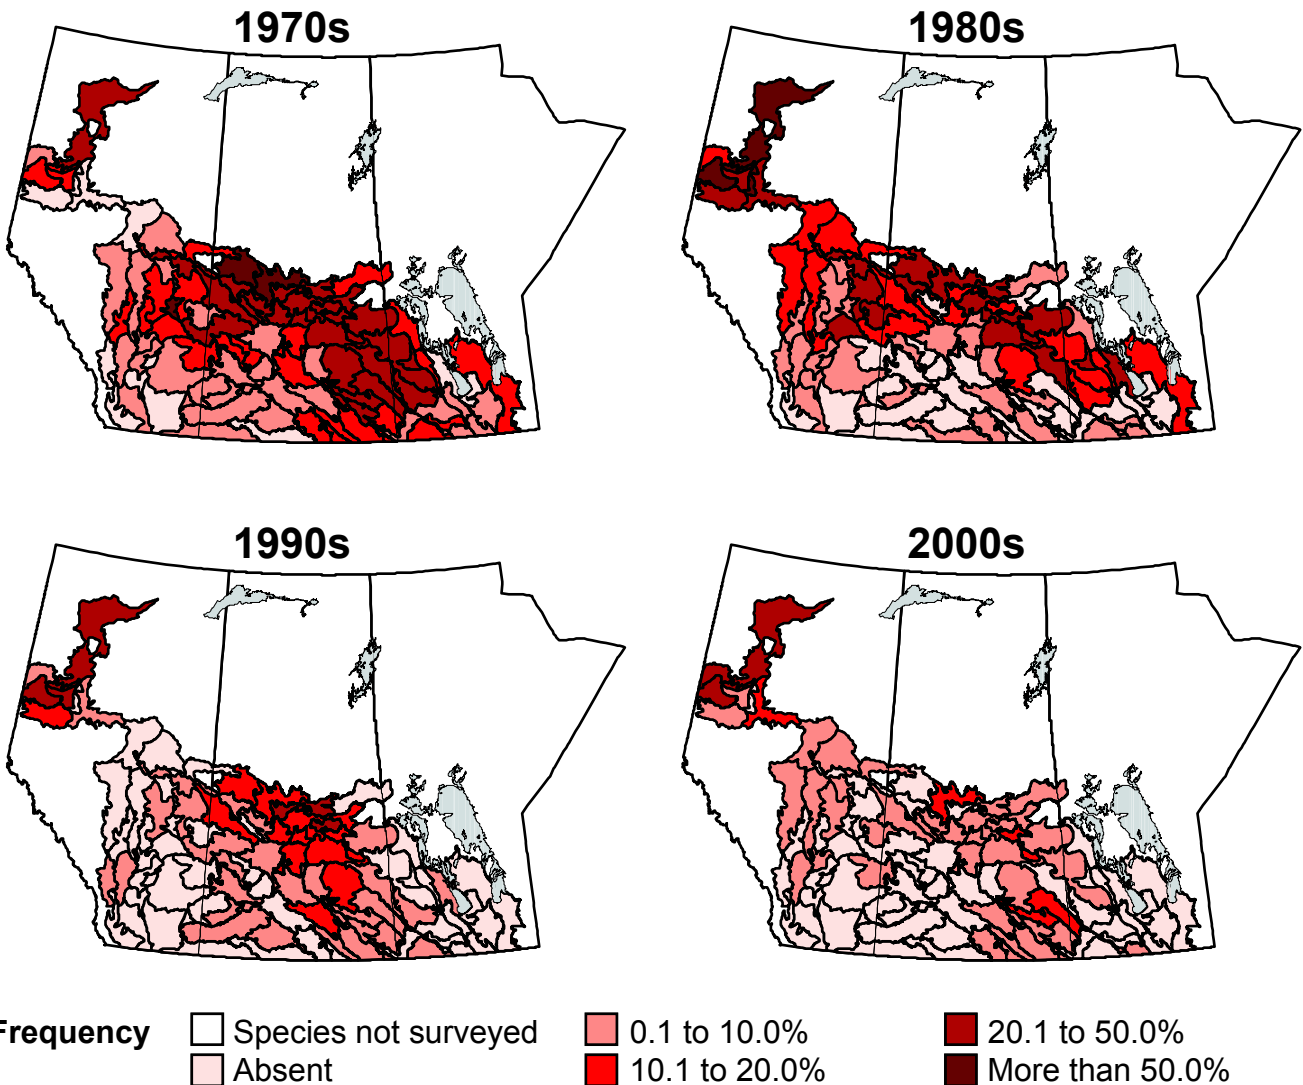 1970s
1980s
1990s
2000s
Frequency
Species not surveyed
0.1 to 10.0%
20.1 to 50.0%
Absent
10.1 to 20.0%
More than 50.0%